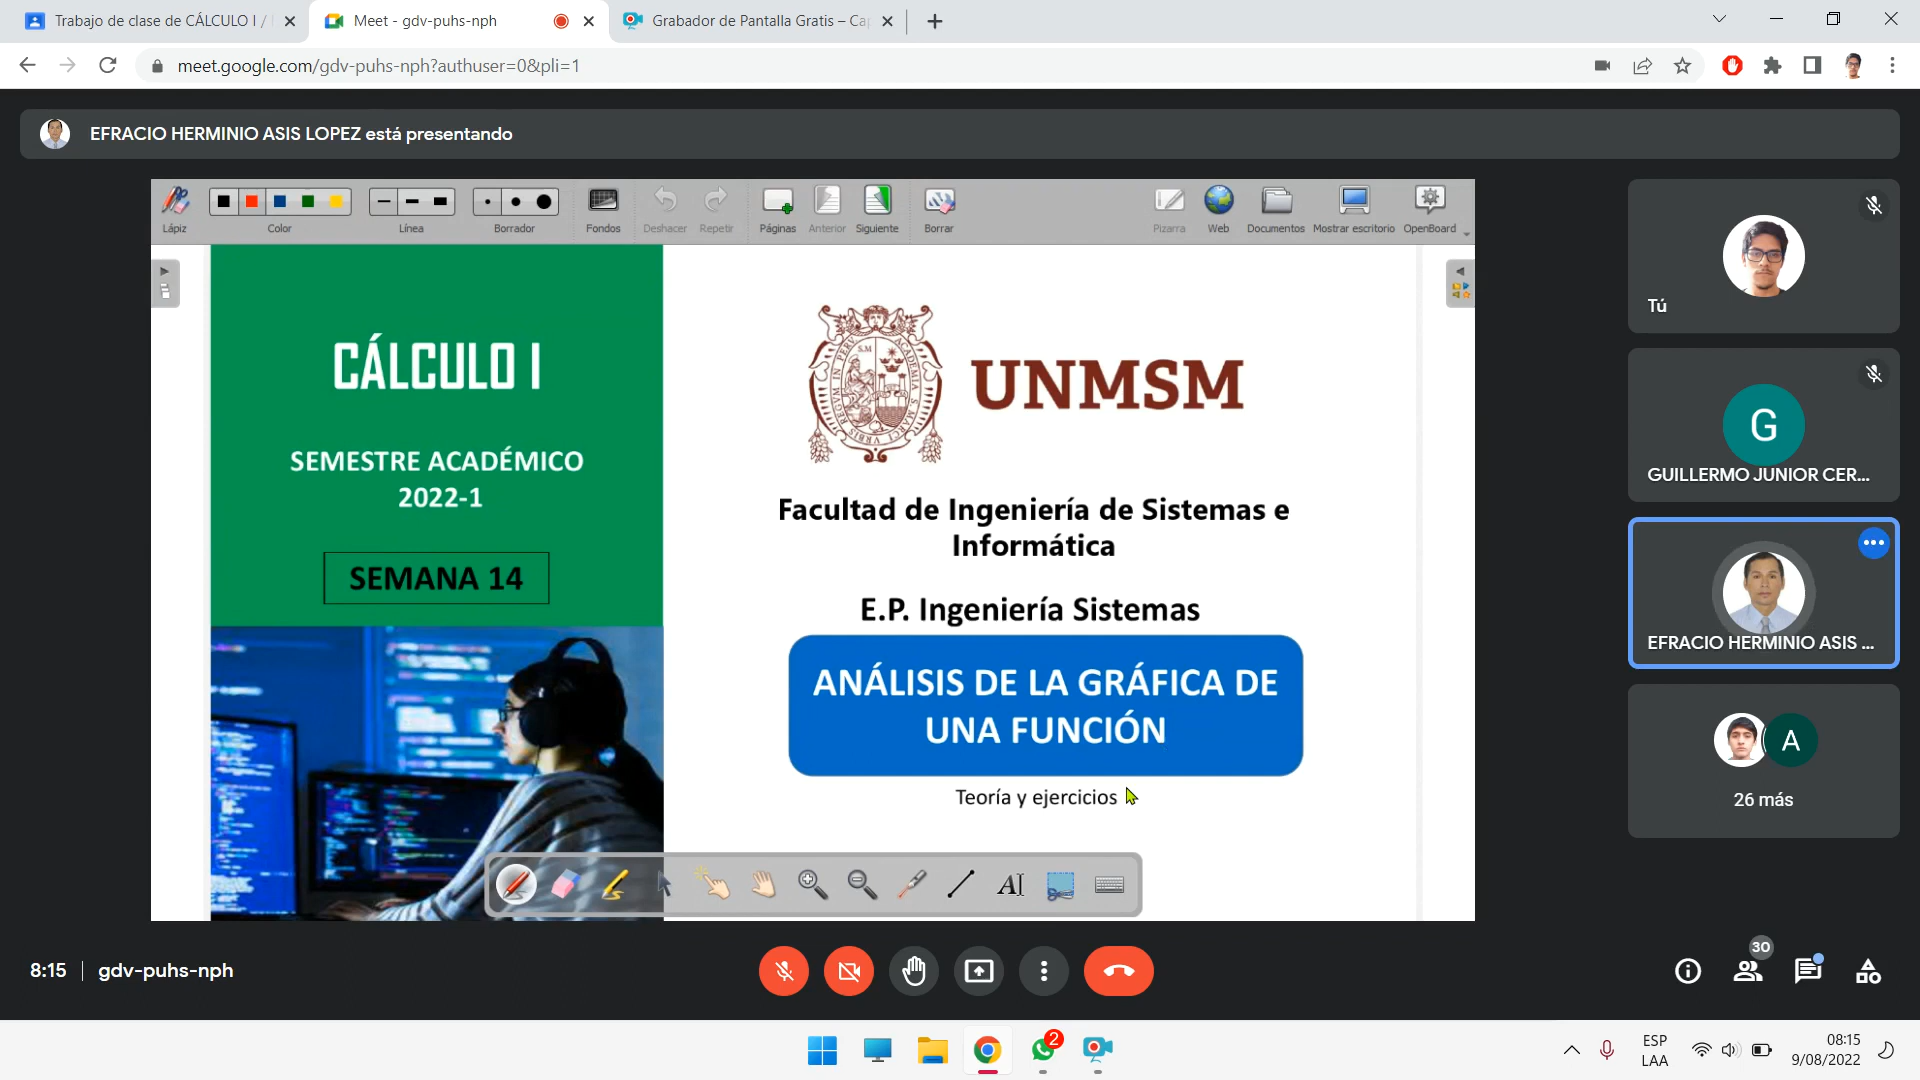 Trabajo de clase de CÁLCULO I /
Meet - gdv-puhs-nph
Grabador de Pantalla Gratis – Ca
meet.google.com/gdv-puhs-nph?authuser=0&pli=1
EFRACIO HERMINIO ASIS LOPEZ está presentando
Lápiz
Color
Línea
Borrador
Fondos
Deshacer
Repetir
Páginas
Anterior
Siguiente
Borrar
Pizarra
Web
Documentos
Mostrar escritorio
OpenBoard
CÁLCULO I
SEMESTRE ACADÉMICO
2022-1
SEMANA 14
UNMSM
Facultad de Ingeniería de Sistemas e
Informática
E.P. Ingeniería Sistemas
ANÁLISIS DE LA GRÁFICA DE
UNA FUNCIÓN
Teoría y ejercicios
Tú
G
GUILLERMO JUNIOR CER...
EFRACIO HERMINIO ASIS ...
A
26 más
8:15
gdv-puhs-nph
30
2
ESP
LAA
08:15
9/08/2022